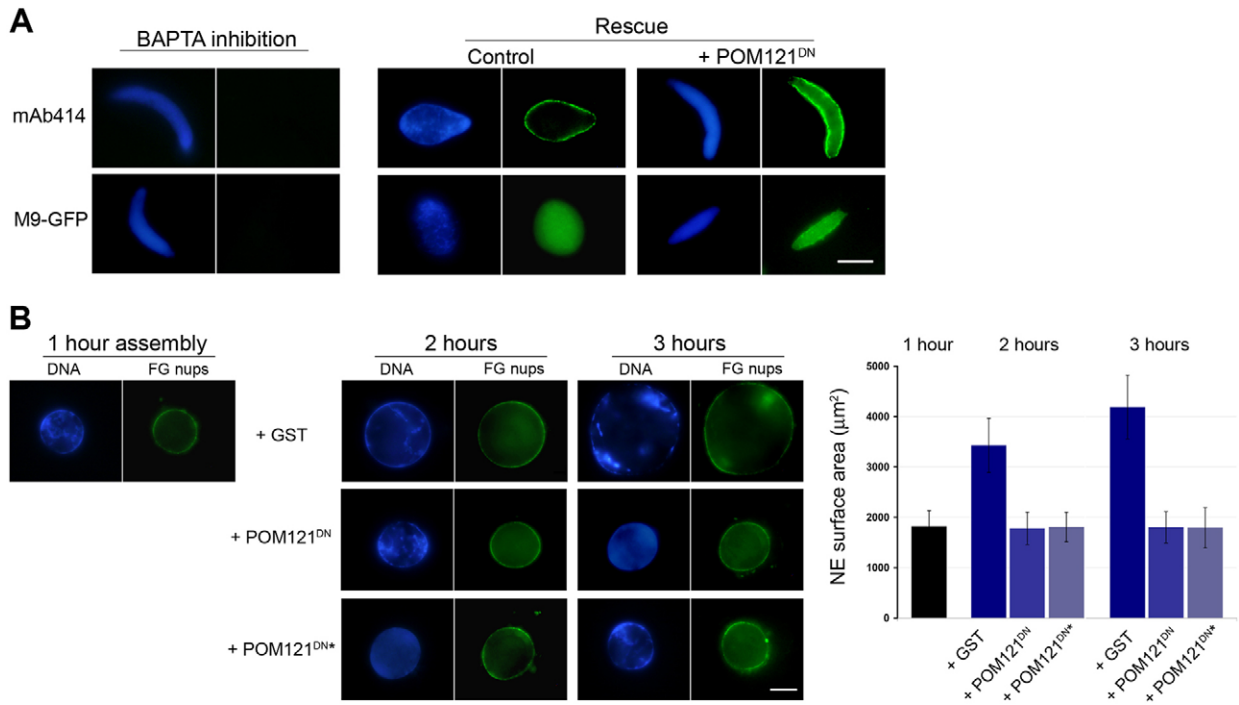 A
BAPTA inhibition
Rescue
Control
+ POM121DN
mAb414
M9-GFP
B
1 hour assembly
2 hours
3 hours
DNA
FG nups
DNA
FG nups
DNA
FG nups
+ GST
+ POM121DN
+ POM121DN*
1 hour
2 hours
3 hours
NE surface area (µm2)
5000
4000
3000
2000
1000
0
+ GST
+ POM121DN
+ POM121DN*
+ GST
+ POM121DN
+ POM121DN*